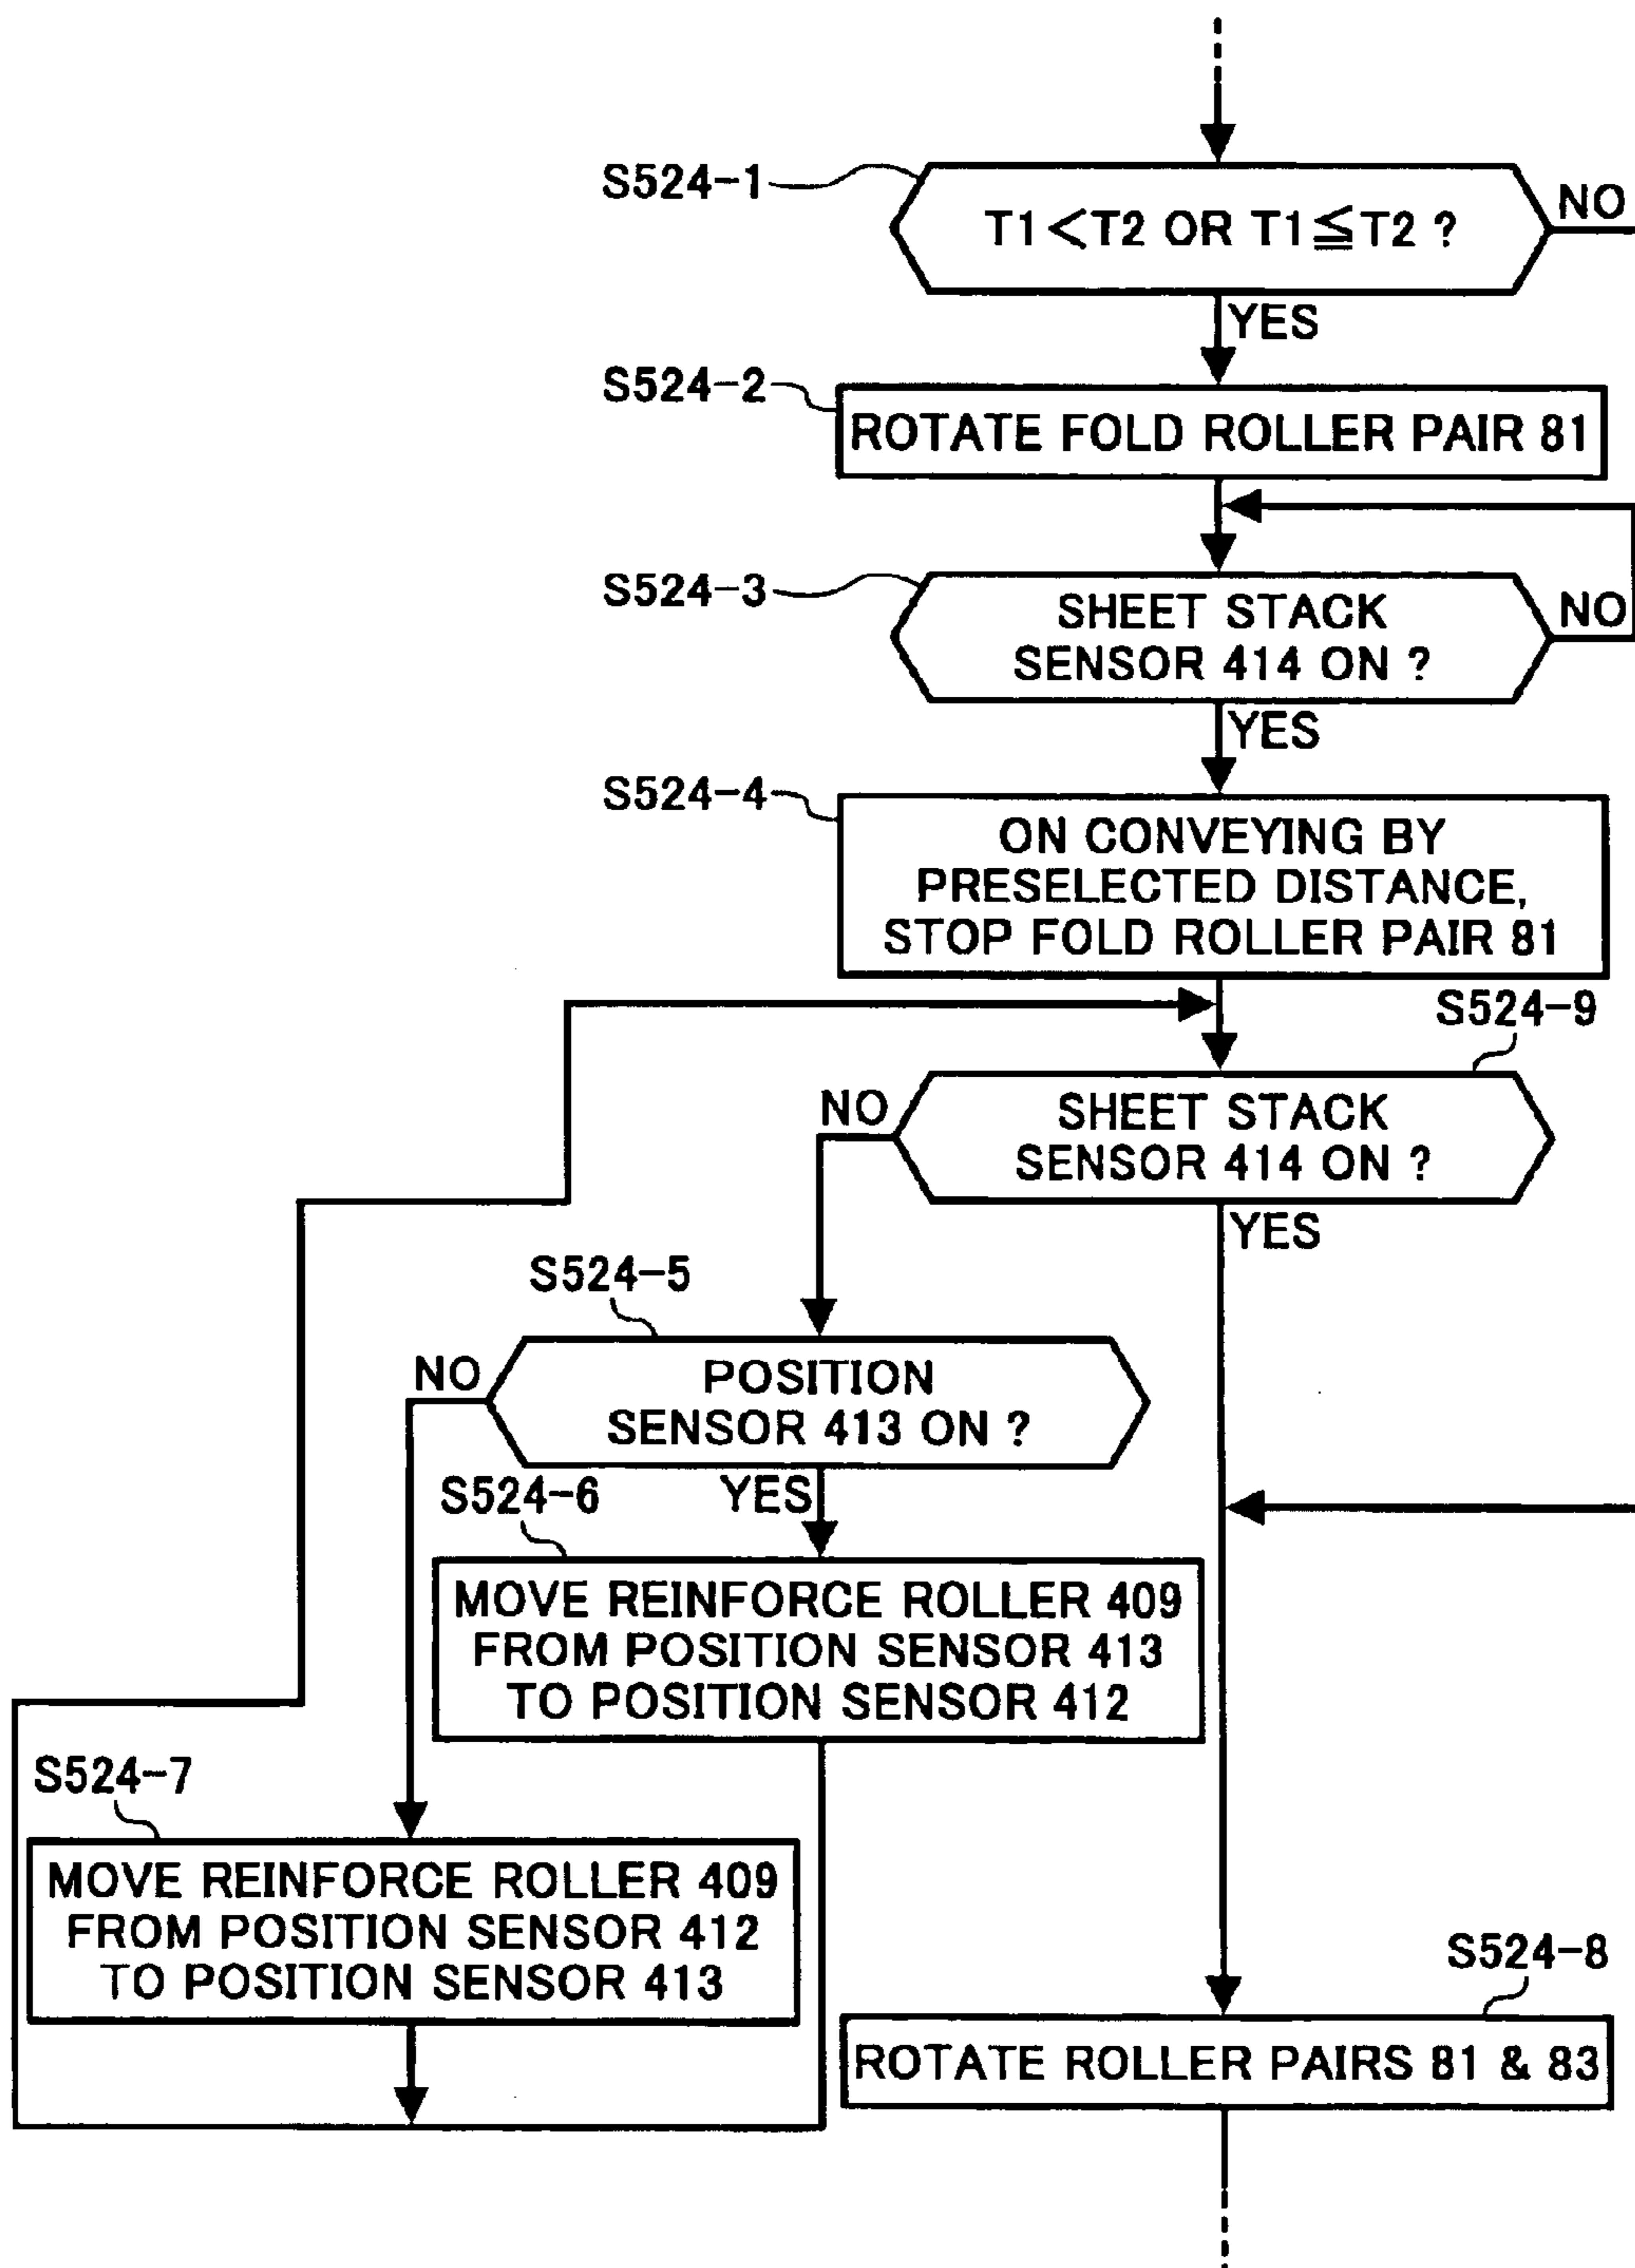 S524-1
T1<T2 OR T1≦T2 ?
NO
YES
S524-2
ROTATE FOLD ROLLER PAIR 81
S524-3
SHEET STACK
SENSOR 414 ON ?
NO
YES
S524-4
ON CONVEYING BY
PRESELECTED DISTANCE,
STOP FOLD ROLLER PAIR 81
S524-9
SHEET STACK
SENSOR 414 ON ?
NO
YES
S524-5
POSITION
SENSOR 413 ON ?
NO
YES
S524-6
MOVE REINFORCE ROLLER 409
FROM POSITION SENSOR 413
TO POSITION SENSOR 412
S524-7
MOVE REINFORCE ROLLER 409
FROM POSITION SENSOR 412
TO POSITION SENSOR 413
S524-8
ROTATE ROLLER PAIRS 81 & 83